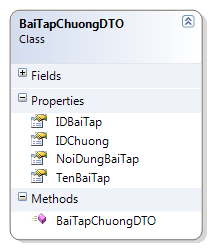 BaiTapChuongDTO
Class
Fields
Properties
IDBaiTap
IDChuong
NoiDungBaiTap
TenBaiTap
Methods
BaiTapChuongDTO